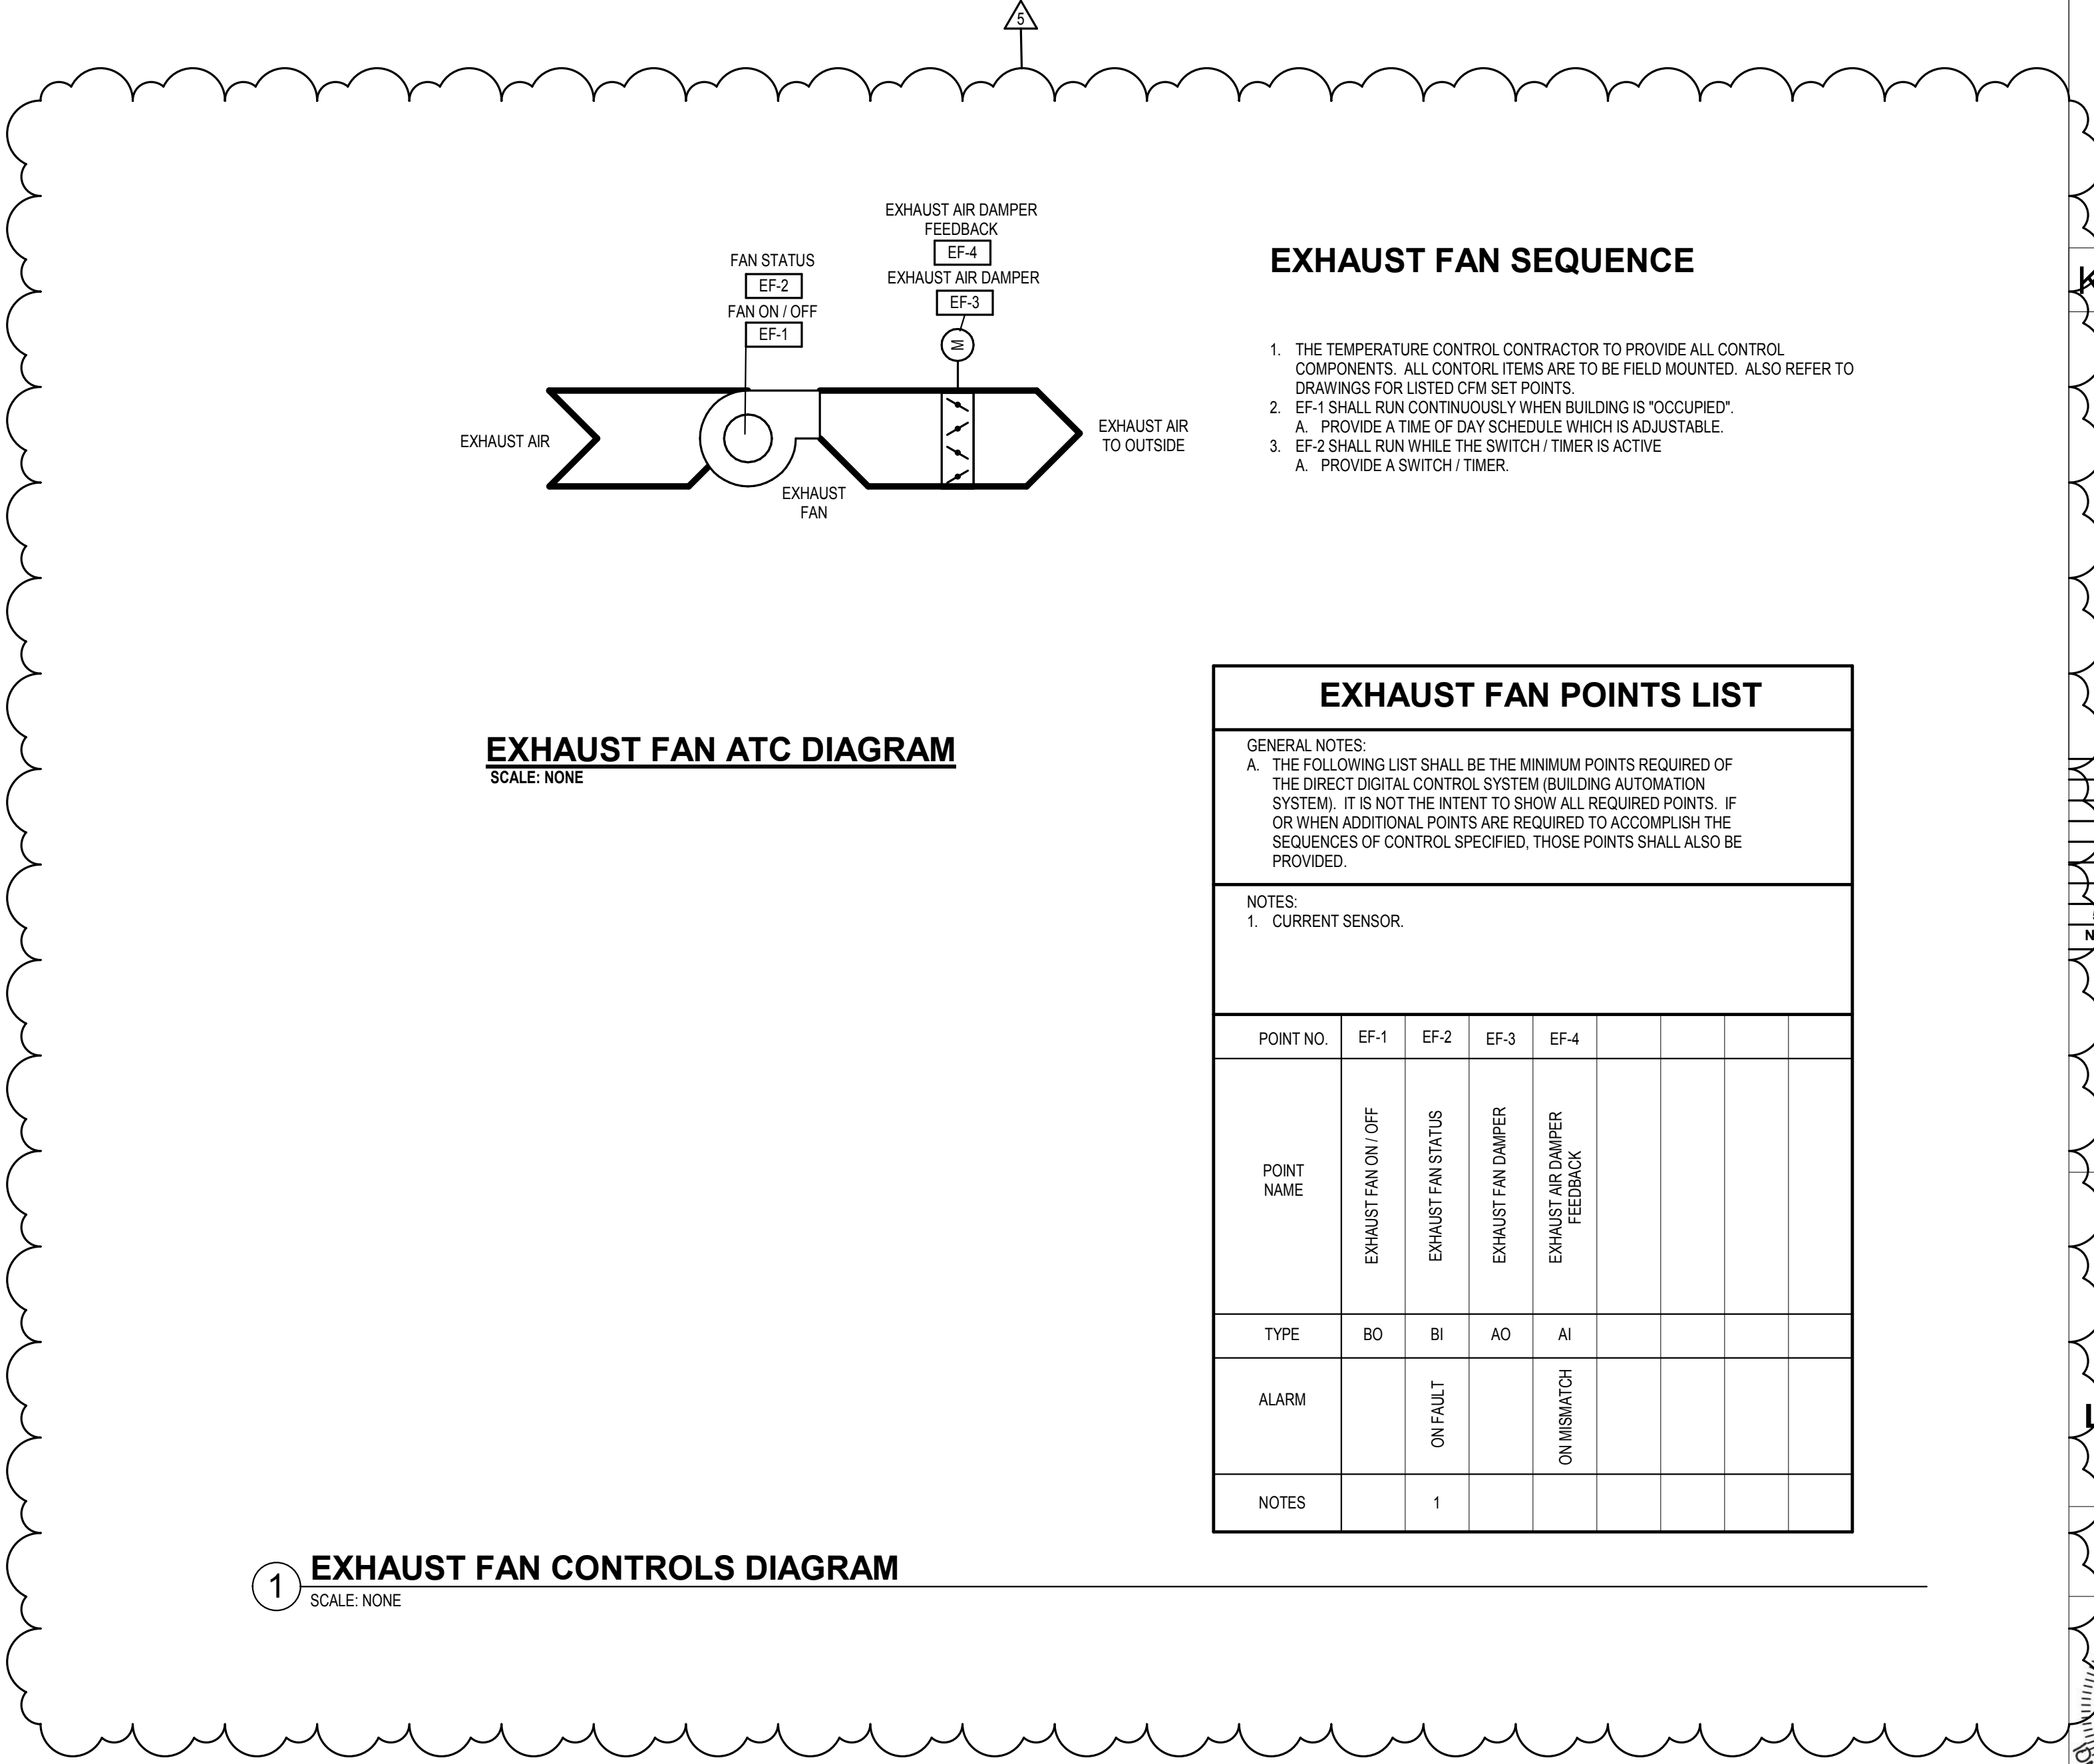 5
EXHAUST AIR DAMPER
FEEDBACK
EF-4
EXHAUST AIR DAMPER
EF-3
FAN STATUS
EF-2
FAN ON / OFF
EF-1
M
EXHAUST AIR
EXHAUST
FAN
EXHAUST AIR
TO OUTSIDE
EXHAUST FAN SEQUENCE
1. THE TEMPERATURE CONTROL CONTRACTOR TO PROVIDE ALL CONTROL
COMPONENTS. ALL CONTORL ITEMS ARE TO BE FIELD MOUNTED. ALSO REFER TO
DRAWINGS FOR LISTED CFM SET POINTS.
2. EF-1 SHALL RUN CONTINUOUSLY WHEN BUILDING IS "OCCUPIED".
A. PROVIDE A TIME OF DAY SCHEDULE WHICH IS ADJUSTABLE.
3. EF-2 SHALL RUN WHILE THE SWITCH / TIMER IS ACTIVE
A. PROVIDE A SWITCH / TIMER.
EXHAUST FAN ATC DIAGRAM
SCALE: NONE
EXHAUST FAN POINTS LIST
GENERAL NOTES:
A. THE FOLLOWING LIST SHALL BE THE MINIMUM POINTS REQUIRED OF
THE DIRECT DIGITAL CONTROL SYSTEM (BUILDING AUTOMATION
SYSTEM). IT IS NOT THE INTENT TO SHOW ALL REQUIRED POINTS. IF
OR WHEN ADDITIONAL POINTS ARE REQUIRED TO ACCOMPLISH THE
SEQUENCES OF CONTROL SPECIFIED, THOSE POINTS SHALL ALSO BE
PROVIDED.
NOTES:
1. CURRENT SENSOR.
POINT NO. EF-1 EF-2 EF-3 EF-4
POINT
NAME
EXHAUST FAN ON / OFF
EXHAUST FAN STATUS
EXHAUST FAN DAMPER
EXHAUST AIR DAMPER
FEEDBACK
TYPE BO BI AO AI
ALARM
ON FAULT
ON MISMATCH
NOTES 1
1
EXHAUST FAN CONTROLS DIAGRAM
SCALE: NONE